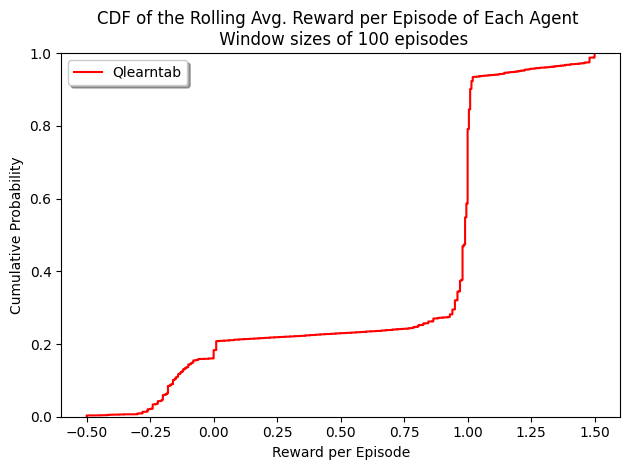 CDF of the Rolling Avg. Reward per Episode of Each Agent
Window sizes of 100 episodes
Qlearntab
Cumulative Probability
1.0
0.8
0.6
0.4
0.2
0.0
−0.50 −0.25 0.00 0.25 0.50 0.75 1.00 1.25 1.50
Reward per Episode